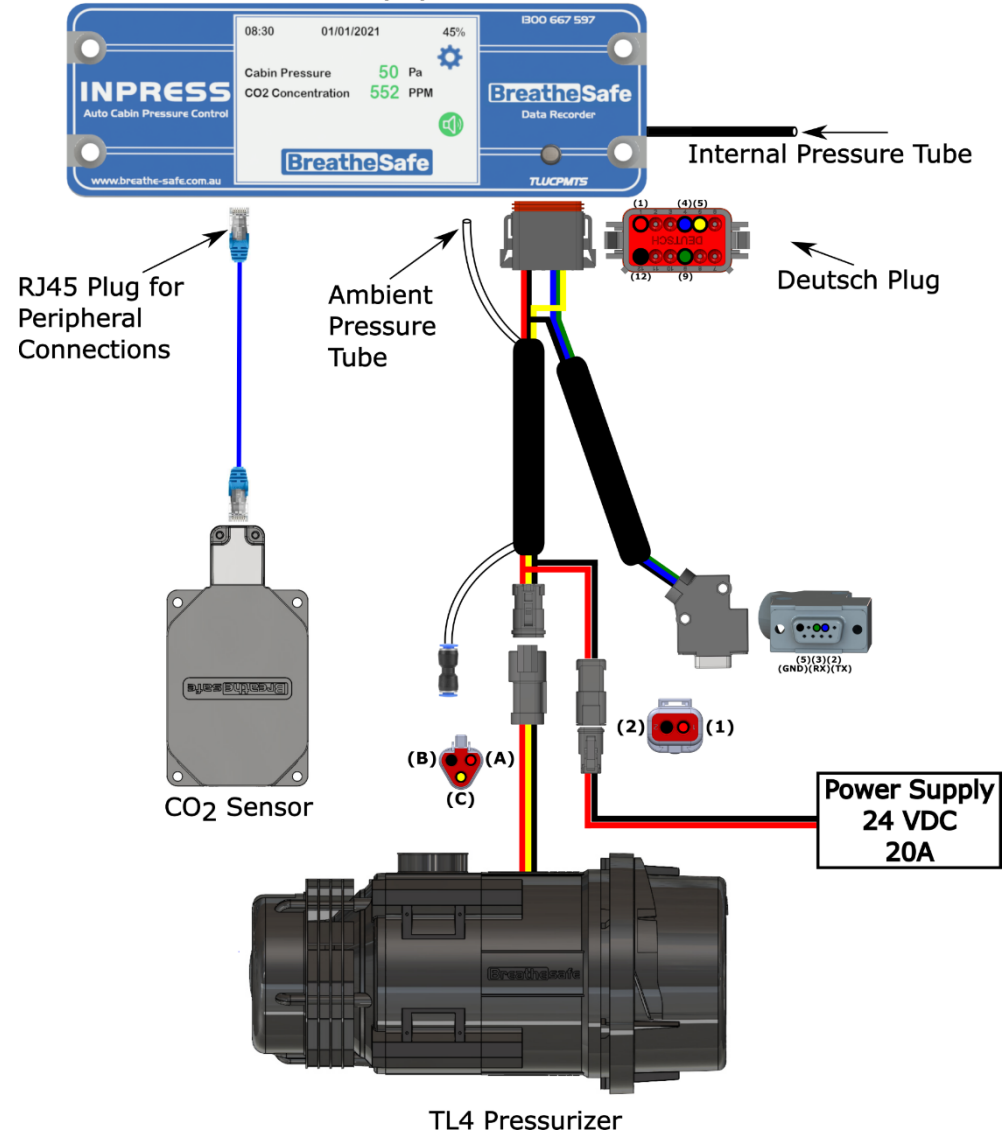 1300 667 597
08:30 01/01/2021 45%
Cabin Pressure 50 Pa
CO2 Concentration 552 PPM
INPRESS
Auto Cabin Pressure Control
BreatheSafe
Data Recorder
BreatheSafe
www.breathe-safe.com.au
TLUCPMTS
Internal Pressure Tube
(1) (4) (5)
DEUTSCH
(12) (9)
Deutsch Plug
RJ45 Plug for
Peripheral
Connections
Ambient
Pressure
Tube
(5)(3)(2)
(GND)(RX)(TX)
Breathesafe
(2) (1)
(B) (A)
(C)
CO2 Sensor
Power Supply
24 VDC
20A
Breathesafe
TL4 Pressurizer